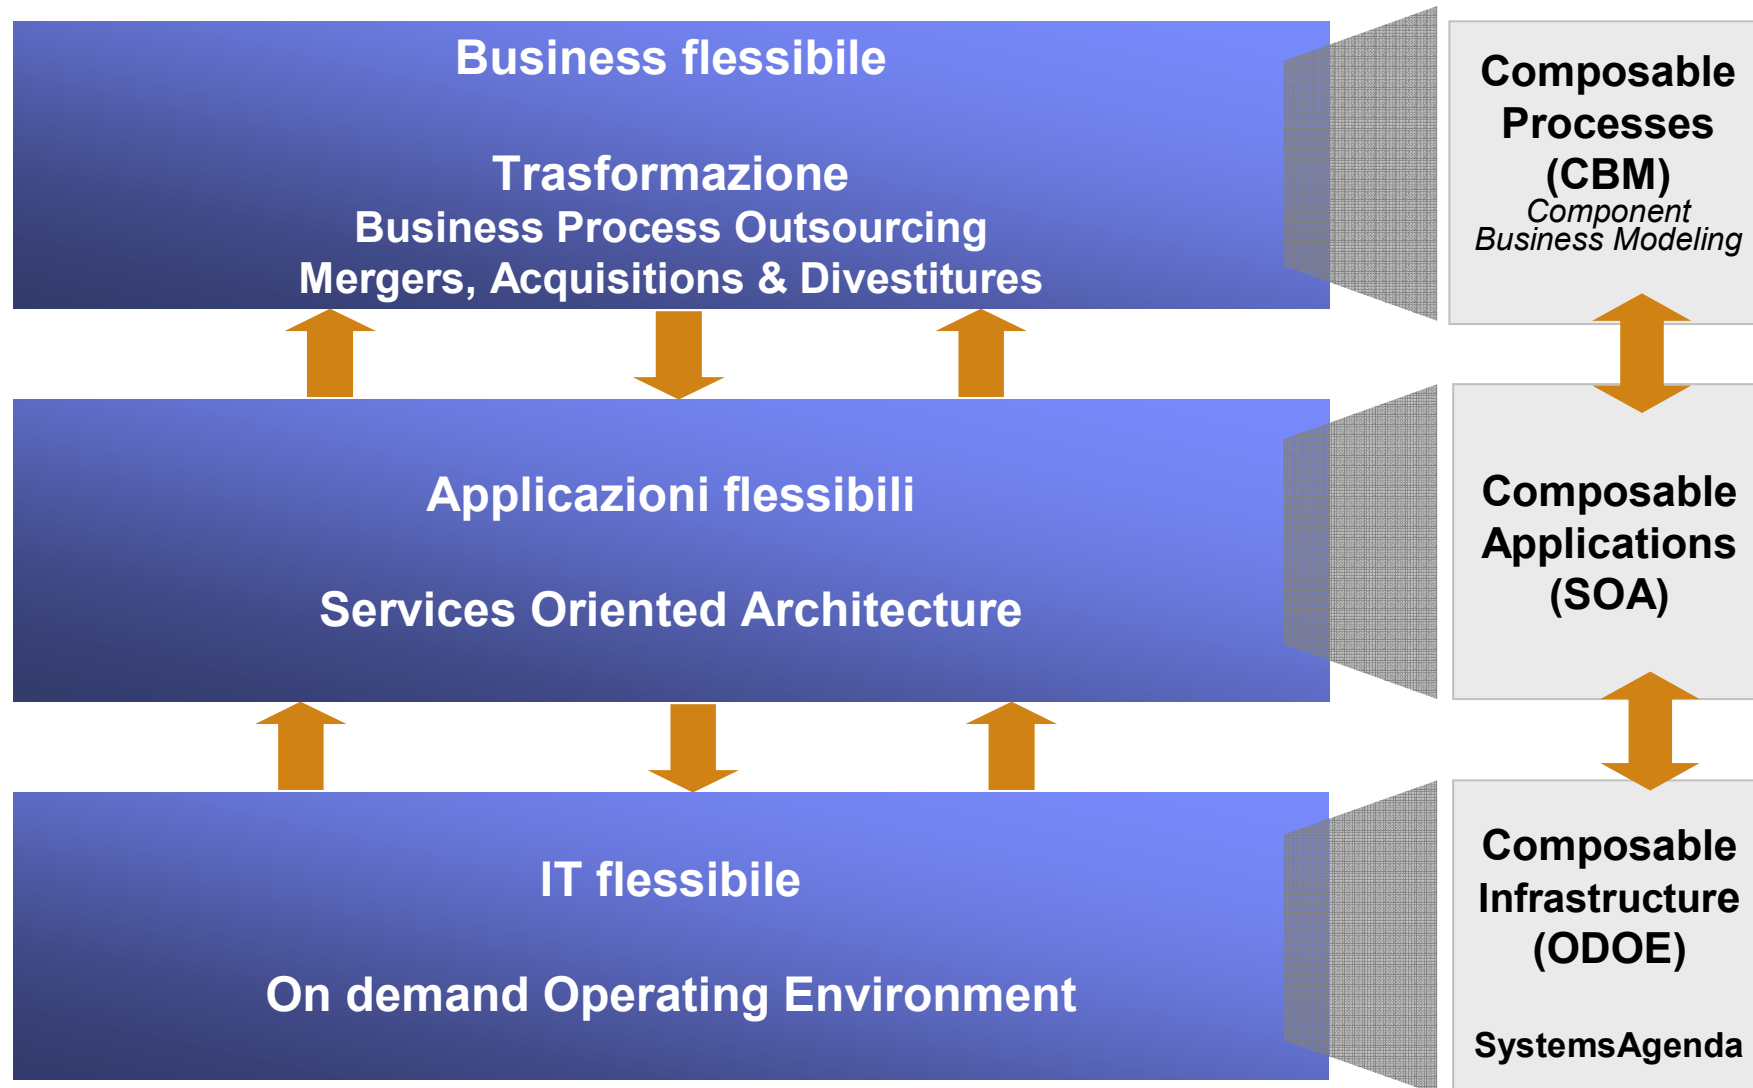 Business flessibile
Trasformazione
Business Process Outsourcing
Mergers, Acquisitions & Divestitures
Composable
Processes
(CBM)
Component
Business Modeling
Applicazioni flessibili
Services Oriented Architecture
Composable
Applications
(SOA)
IT flessibile
On demand Operating Environment
Composable
Infrastructure
(ODOE)
SystemsAgenda